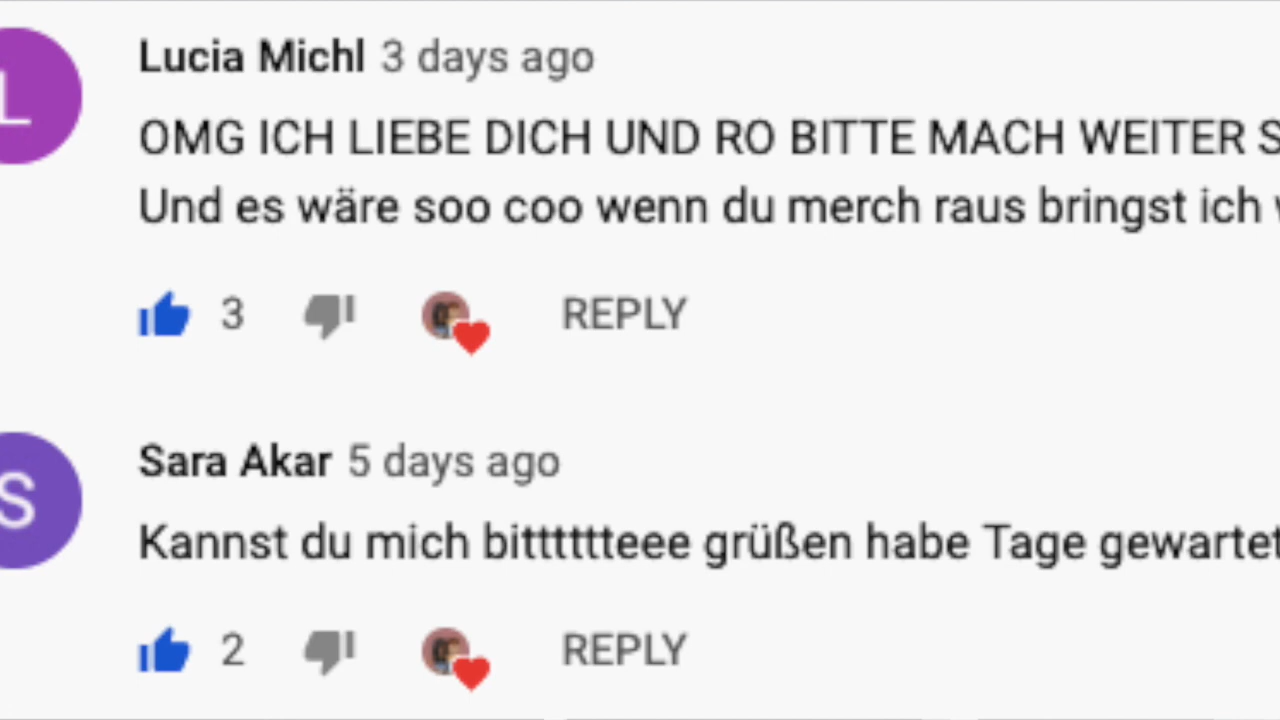 L
Lucia Michl 3 days ago
OMG ICH LIEBE DICH UND RO BITTE MACH WEITER S
Und es wäre soo coo wenn du merch raus bringst ich
3 REPLY
S
Sara Akar 5 days ago
Kannst du mich bitttttteee grüßen habe Tage gewartet
2 REPLY